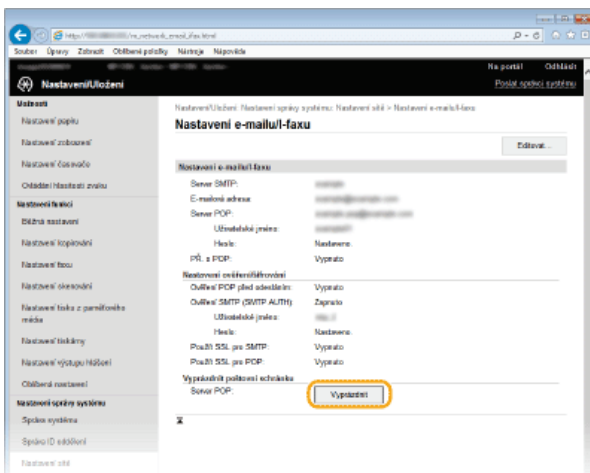 /m_network_email_ifax.html
Soubor Úpravy Zobrazit Oblíbené položky Nástroje Nápověda
Na portál Odhlásit
Nastavení/Uložení
Poslat správci systému
Možnosti
Nastavení papíru
Nastavení zobrazení
Nastavení časovače
Ovládání hlasitosti zvuku
Nastavení funkcí
Běžná nastavení
Nastavení kopírování
Nastavení faxu
Nastavení skenování
Nastavení tisku z paměťového
média
Nastavení tiskárny
Nastavení výstupu hlášení
Oblíbená nastavení
Nastavení správy systému
Správa systému
Správa ID oddělení
Nastavení sítě
Nastavení/Uložení: Nastavení správy systému: Nastavení sítě > Nastavení e-mailu/I-faxu
Nastavení e-mailu/I-faxu
Editovat...
Nastavení e-mailu/I-faxu
Server SMTP:
E-mailová adresa:
Server POP:
Uživatelské jméno:
Heslo: Nastaveno.
PŘ. s POP: Vypnuto
Nastavení ověření/šifrování
Ověření POP před odesláním: Vypnuto
Ověření SMTP (SMTP AUTH): Zapnuto
Uživatelské jméno:
Heslo: Nastaveno.
Použít SSL pro SMTP: Vypnuto
Použít SSL pro POP: Vypnuto
Vyprázdnit poštovní schránku
Server POP: Vyprázdnit